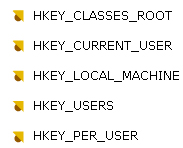 HKEY_CLASSES_ROOT
HKEY_CURRENT_USER
HKEY_LOCAL_MACHINE
HKEY_USERS
HKEY_PER_USER